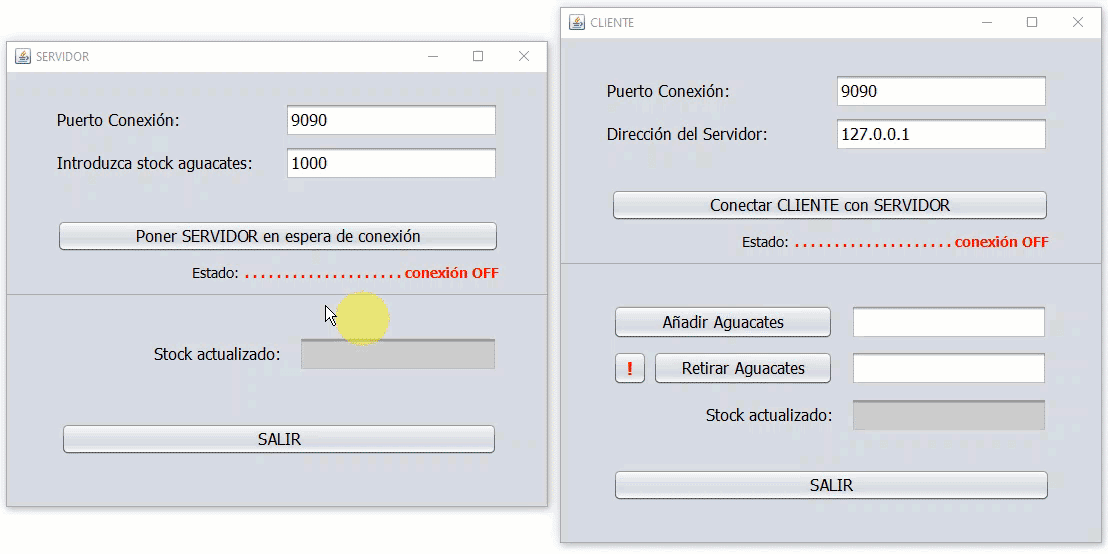 SERVIDOR
Puerto Conexión: 9090
Introduzca stock aguacates: 1000
Poner SERVIDOR en espera de conexión
Estado: . . . . . . . . . . . . . . . . . . . . conexión OFF
Stock actualizado:
SALIR
CLIENTE
Puerto Conexión: 9090
Dirección del Servidor: 127.0.0.1
Conectar CLIENTE con SERVIDOR
Estado: . . . . . . . . . . . . . . . . . . . . conexión OFF
Añadir Aguacates
! Retirar Aguacates
Stock actualizado:
SALIR